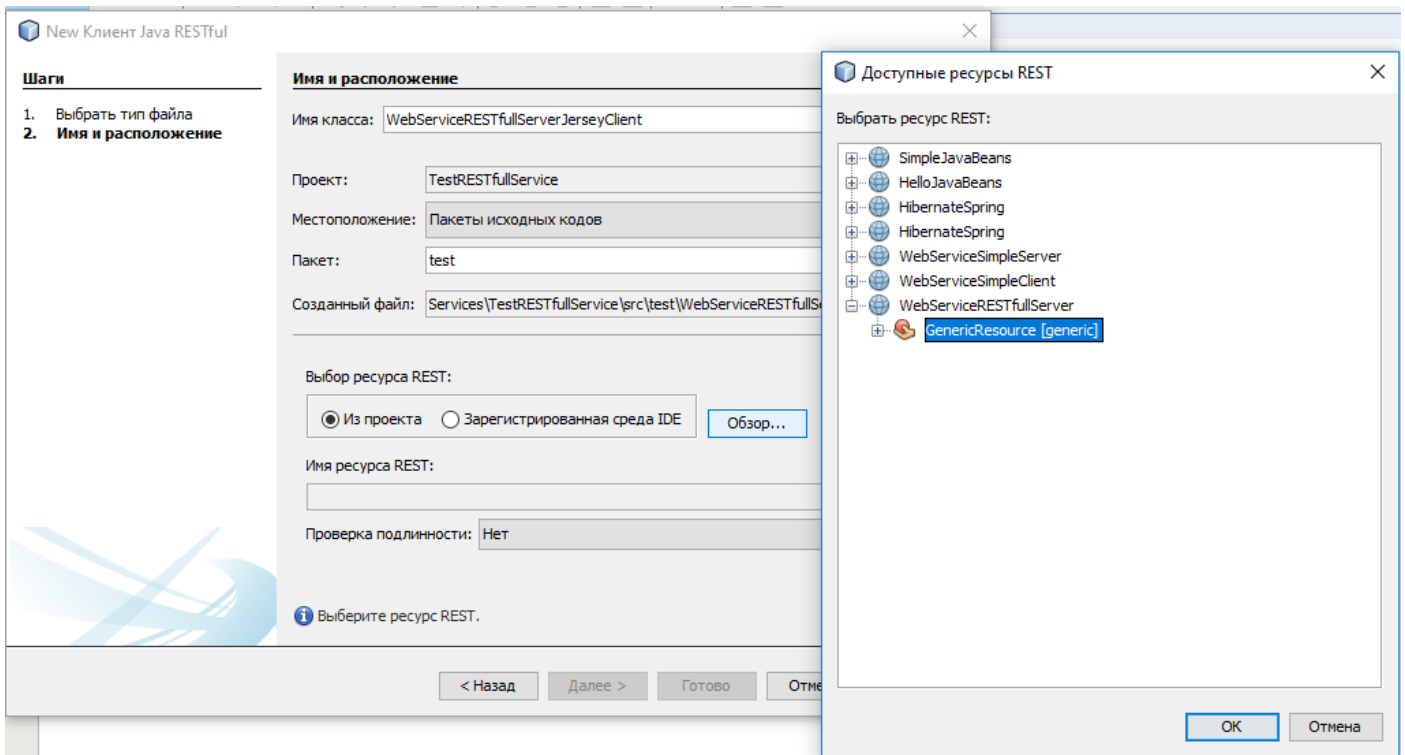 New Клиент Java RESTful
Шаги
1. Выбрать тип файла
2. Имя и расположение
Имя и расположение
Имя класса: WebServiceRESTfullServerJerseyClient
Проект: TestRESTfullService
Местоположение: Пакеты исходных кодов
Пакет: test
Созданный файл: Services\TestRESTfullService\src\test\WebServiceRESTfullS
Выбор ресурса REST:
Из проекта Зарегистрированная среда IDE Обзор...
Имя ресурса REST:
Проверка подлинности: Нет
Выберите ресурс REST.
< Назад Далее > Готово Отме
Доступные ресурсы REST
Выбрать ресурс REST:
SimpleJavaBeans
HelloJavaBeans
HibernateSpring
HibernateSpring
WebServiceSimpleServer
WebServiceSimpleClient
WebServiceRESTfullServer
GenericResource [generic]
OK Отмена